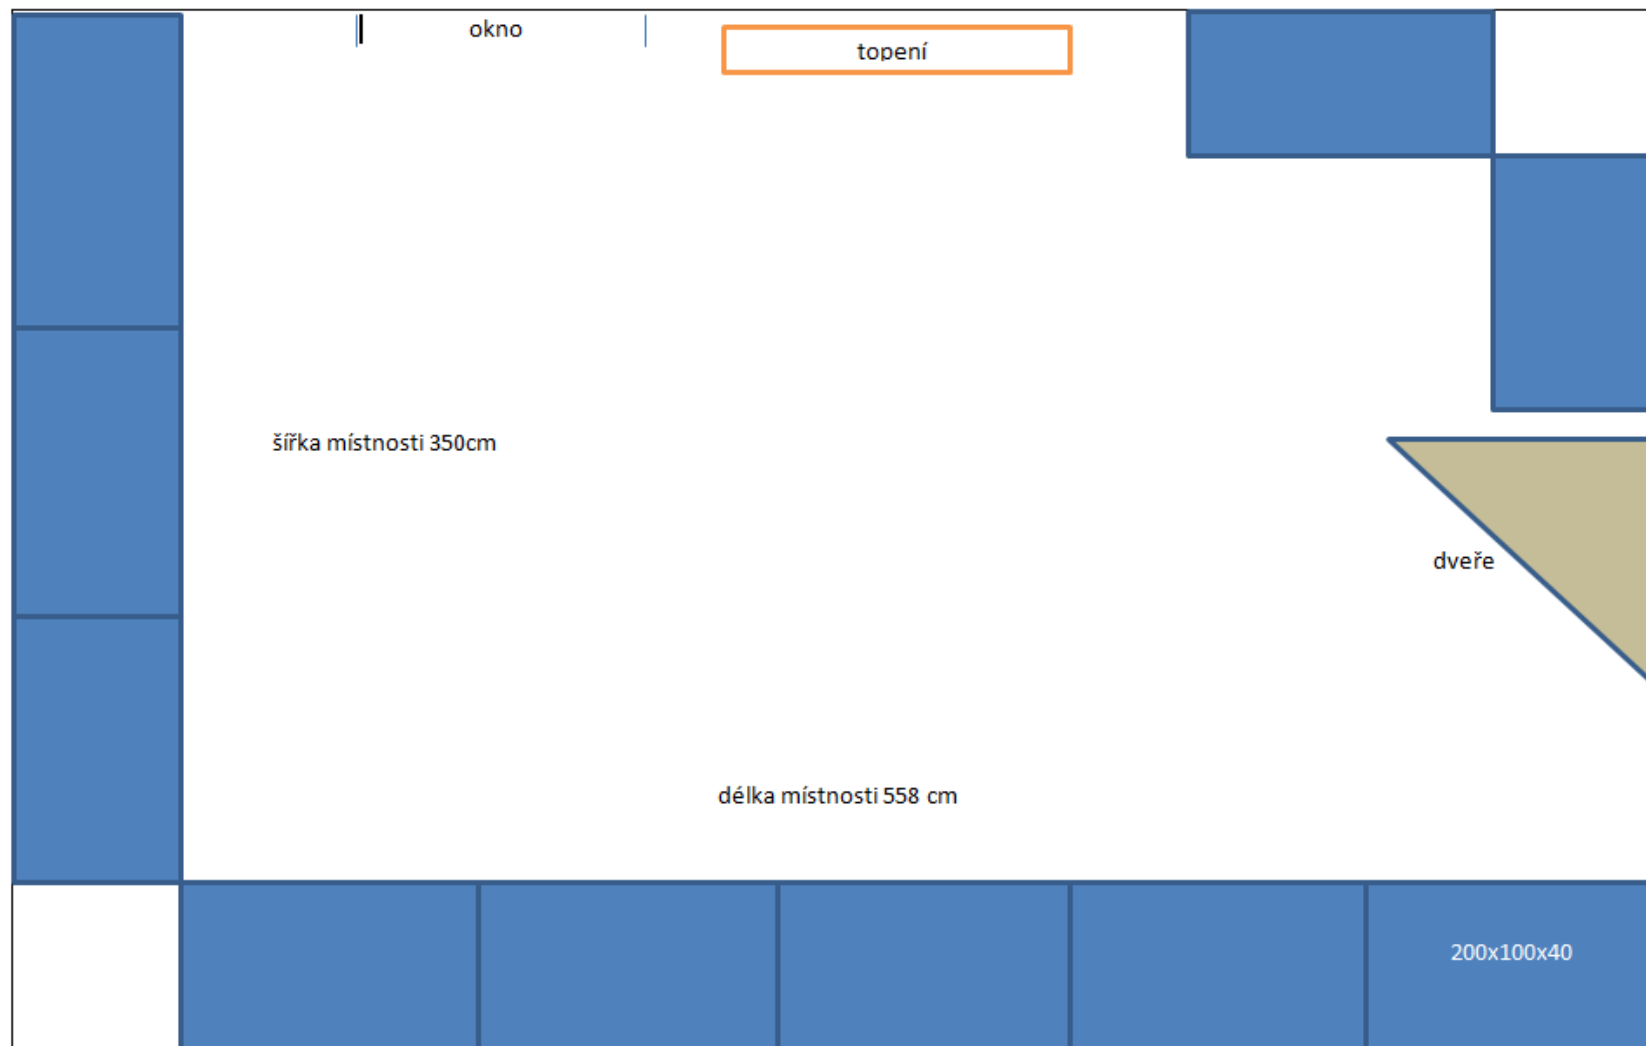 okno
topení
šířka místnosti 350cm
dveře
délka místnosti 558 cm
200x100x40